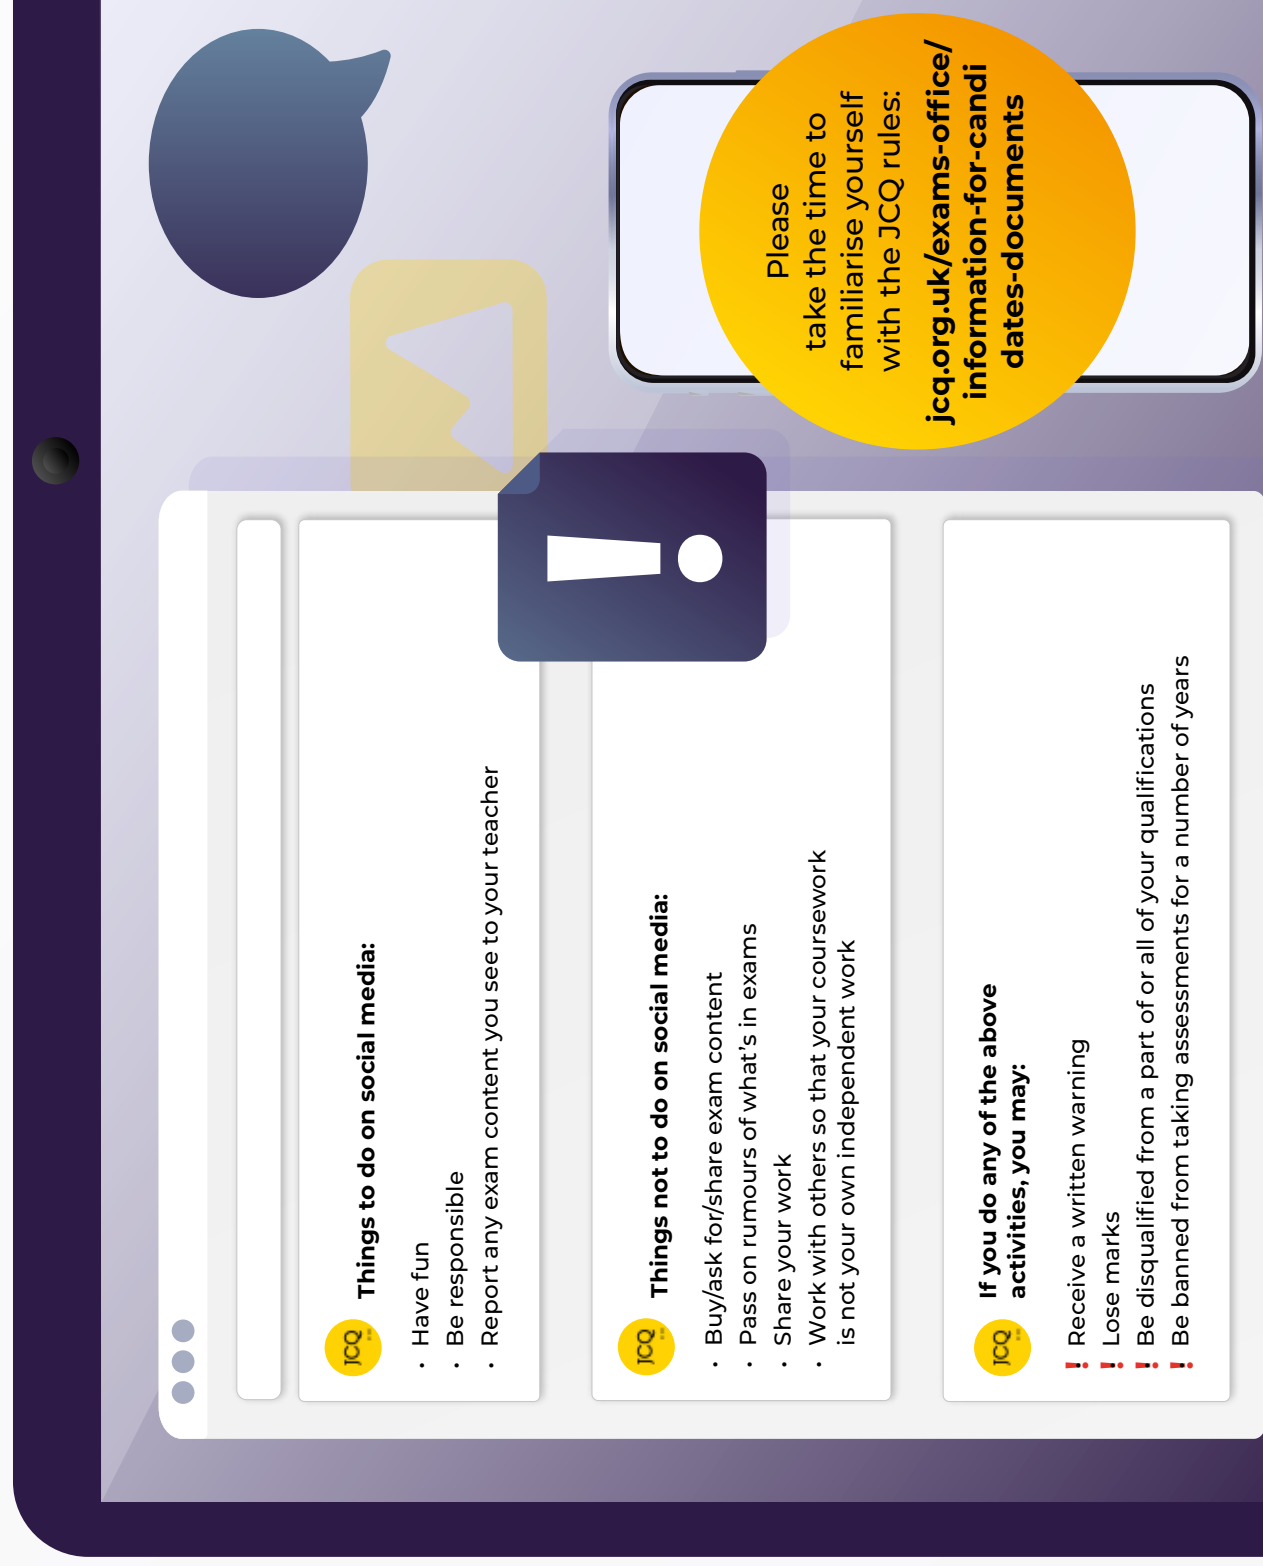 JCQ
Things to do on social media:
· Have fun
· Be responsible
· Report any exam content you see to your teacher
JCQ
Things not to do on social media:
· Buy/ask for/share exam content
· Pass on rumours of what's in exams
· Share your work
· Work with others so that your coursework
is not your own independent work
JCQ
If you do any of the above
activities, you may:
! Receive a written warning
! Lose marks
! Be disqualified from a part of or all of your qualifications
! Be banned from taking assessments for a number of years
Please
take the time to
familiarise yourself
with the JCQ rules:
jcq.org.uk/exams-office/
information-for-candi
dates-documents